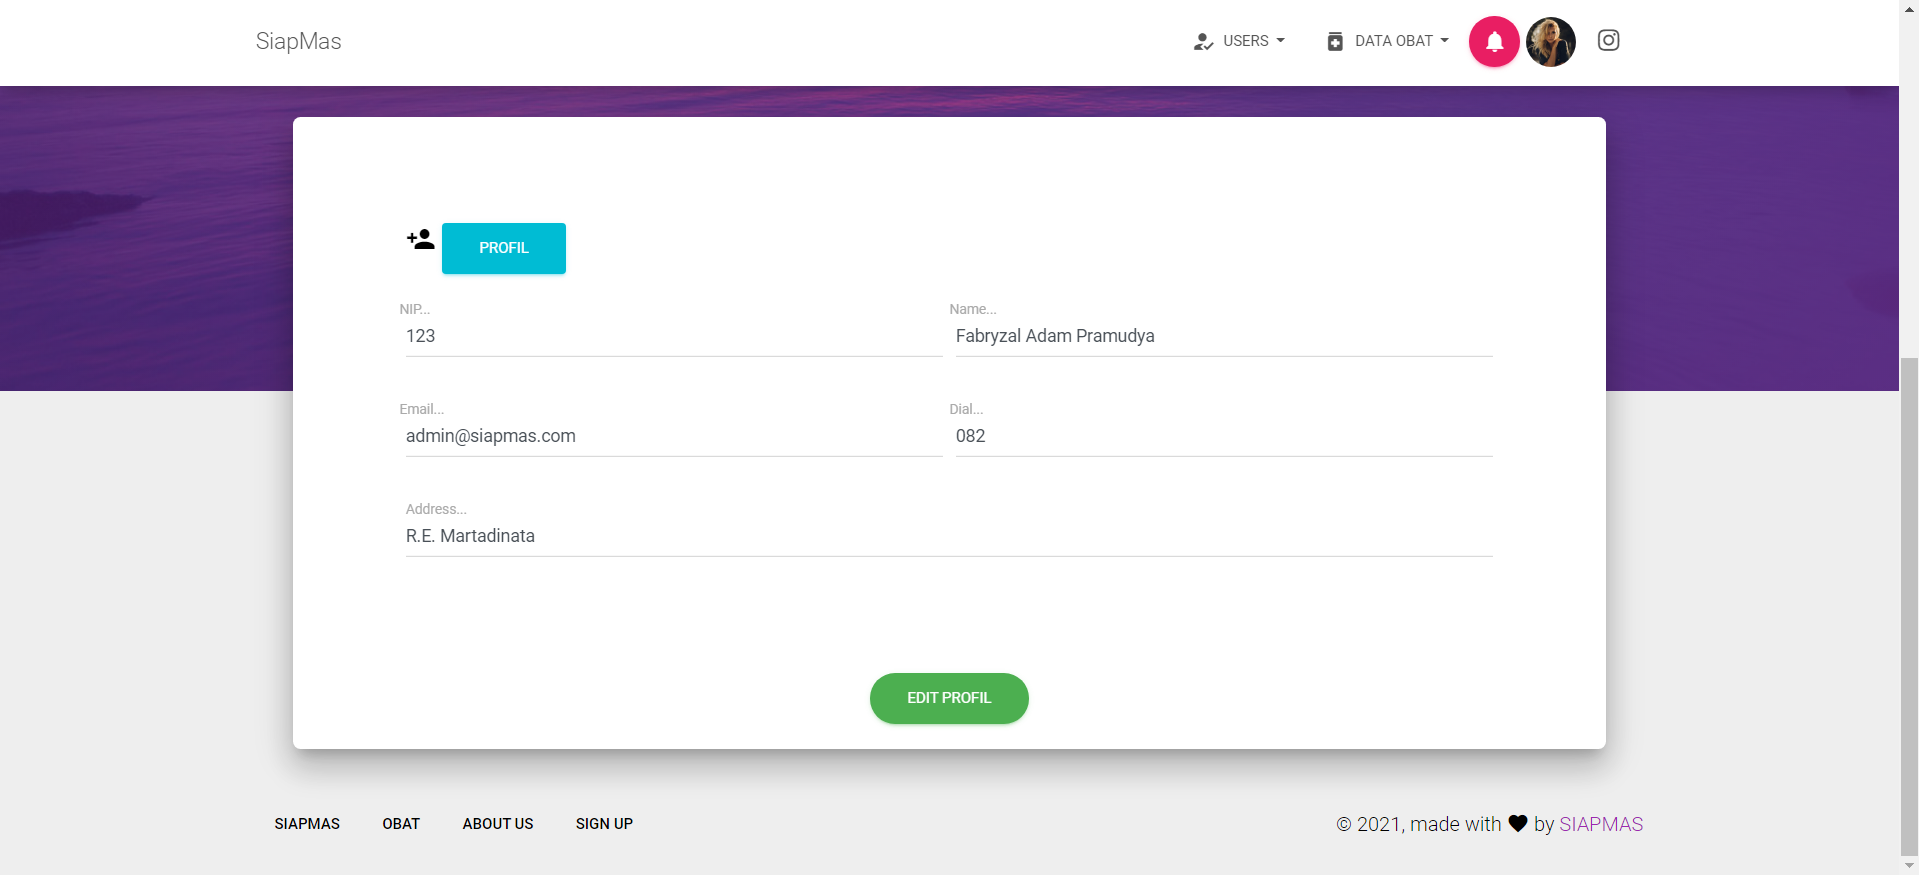 SiapMas
USERS
DATA OBAT
PROFIL
NIP...
123
Name...
Fabryzal Adam Pramudya
Email...
admin@siapmas.com
Dial...
082
Address...
R.E. Martadinata
EDIT PROFIL
SIAPMAS
OBAT
ABOUT US
SIGN UP
© 2021, made with by SIAPMAS